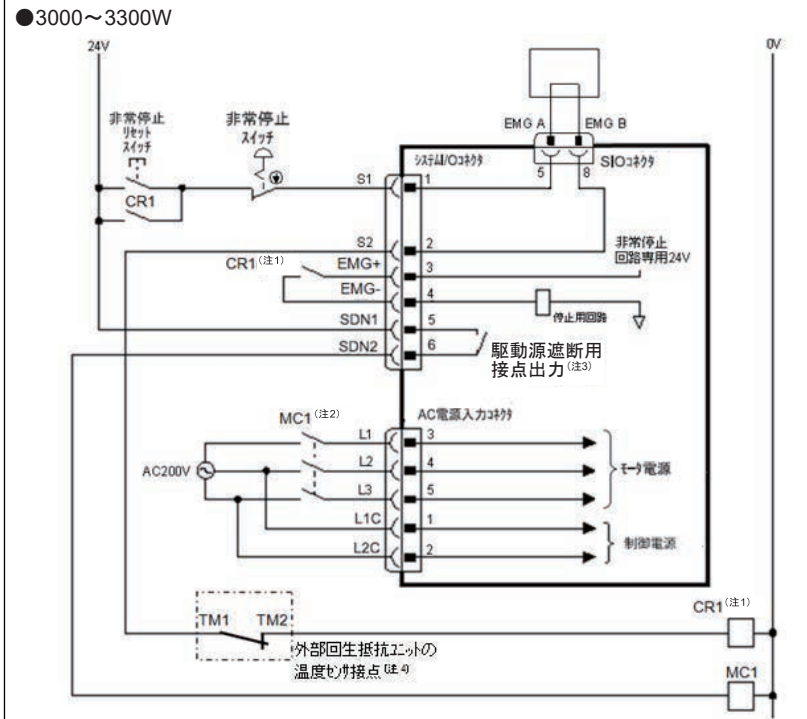 ●3000～3300W
24V
0V
非常停止
リセット
スイッチ
非常停止
スイッチ
EMG A
EMG B
システムI/Oコネクタ
SIOコネクタ
5
8
S1
1
CR1
S2
2
CR1(注1)
EMG+
3
非常停止
回路専用24V
EMG-
4
停止用回路
SDN1
5
SDN2
6
駆動源遮断用
接点出力(注3)
AC電源入力コネクタ
MC1(注2)
L1
3
AC200V
L2
4
モータ電源
L3
5
L1C
1
制御電源
L2C
2
CR1(注1)
TM1
TM2
外部回生抵抗ユニットの
温度センサ接点(注4)
MC1